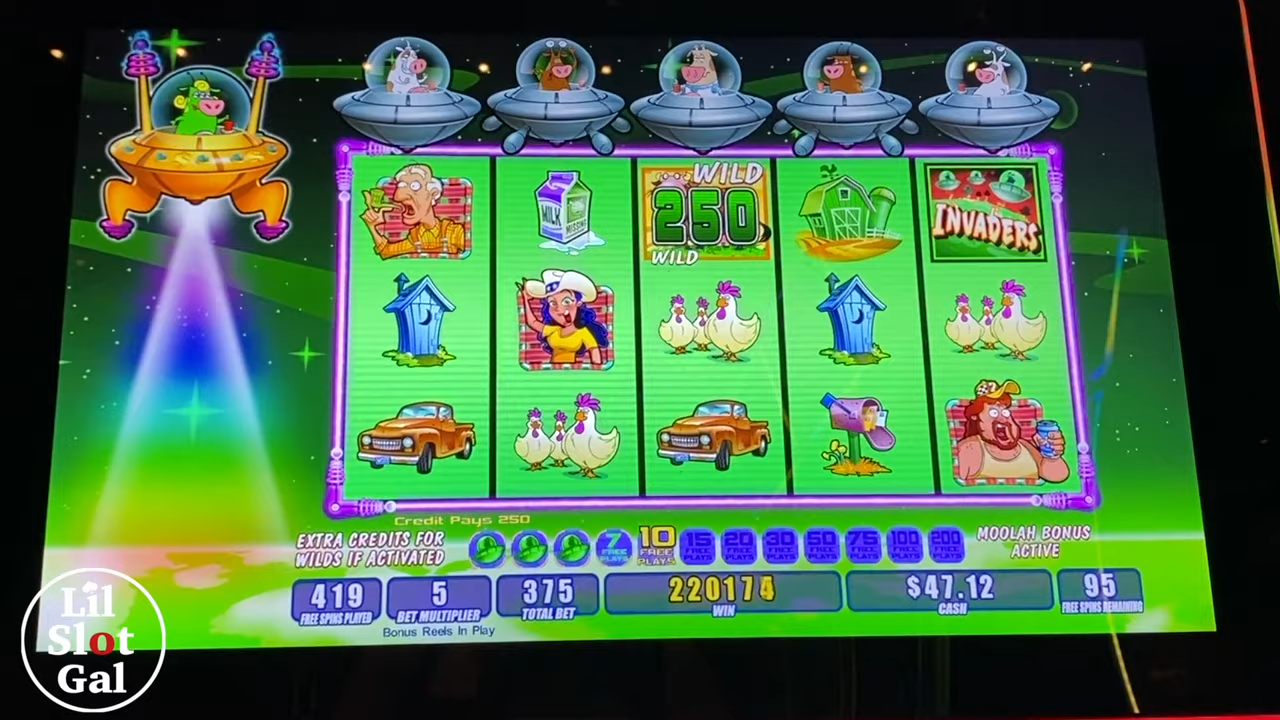 WILD
250
WILD
MILK
MISSING
INVADERS
Credit Pays 250
EXTRA CREDITS FOR
WILDS IF ACTIVATED
7 FREE PLAYS
10 FREE PLAYS
15 FREE PLAYS
20 FREE PLAYS
30 FREE PLAYS
50 FREE PLAYS
75 FREE PLAYS
100 FREE PLAYS
200 FREE PLAYS
MOOLAH BONUS
ACTIVE
419
FREE SPINS PLAYED
5
BET MULTIPLIER
375
TOTAL BET
220174
WIN
$47.12
CASH
95
FREE SPINS REMAINING
Bonus Reels In Play
Lil
Slot
Gal